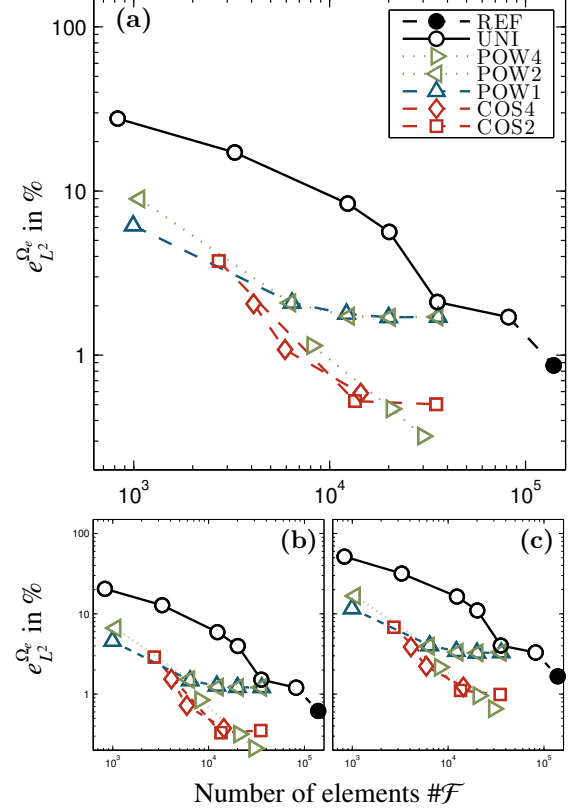 (a)
REF
UNI
POW4
POW2
POW1
COS4
COS2
100
10
1
e_{L^2}^{Ω_e} in %
10^3
10^4
10^5
(b)
(c)
100
10
1
e_{L^2}^{Ω_e} in %
10^3
10^4
10^5
10^3
10^4
10^5
Number of elements #ℱ